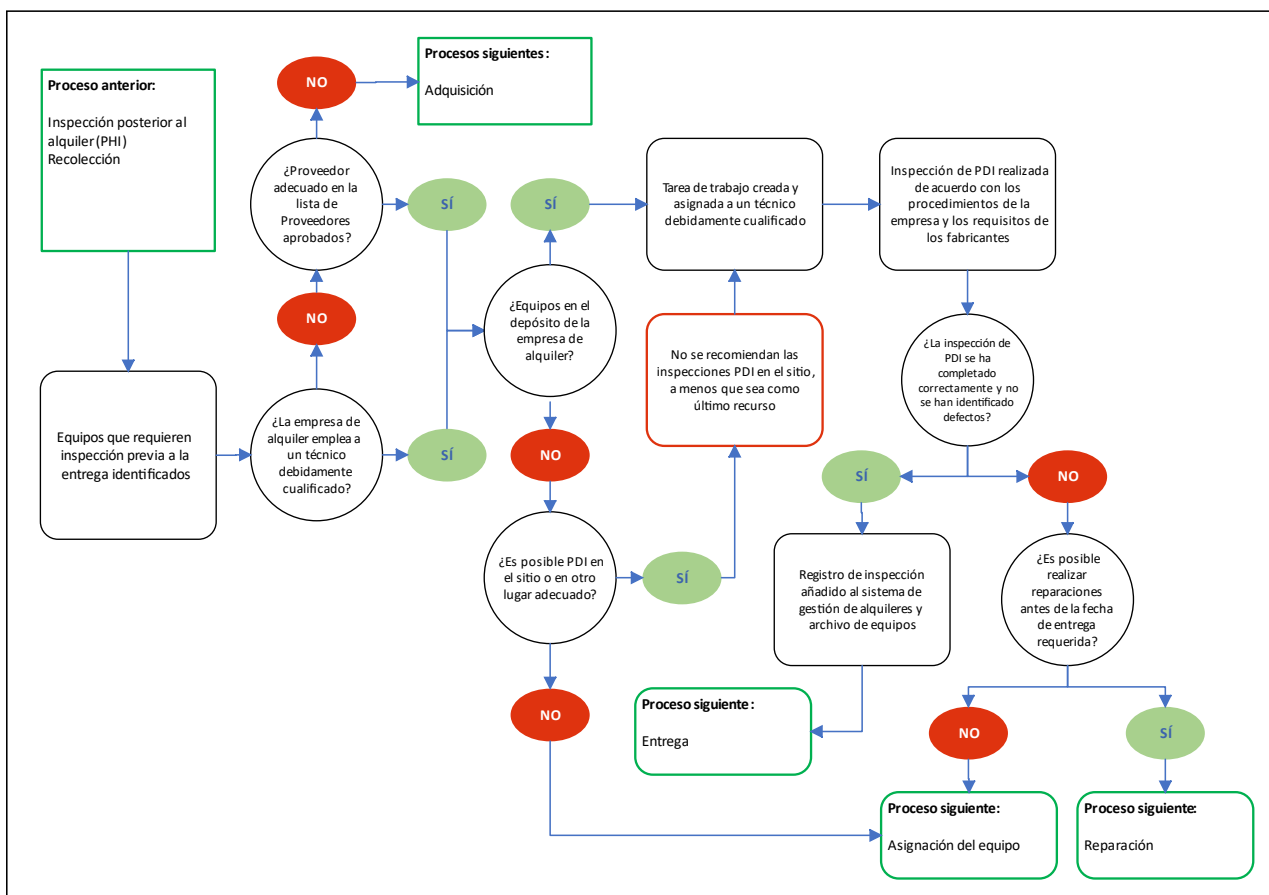 Proceso anterior:
Inspección posterior al
alquiler (PHI)
Recolección
NO
Procesos siguientes:
Adquisición
¿Proveedor
adecuado en la
lista de
Proveedores
aprobados?
SÍ
NO
Equipos que requieren
inspección previa a la
entrega identificados
¿La empresa de
alquiler emplea a
un técnico
debidamente
cualificado?
SÍ
¿Equipos en el
depósito de la
empresa de
alquiler?
SÍ
NO
¿Es posible PDI en
el sitio o en otro
lugar adecuado?
SÍ
NO
Tarea de trabajo creada y
asignada a un técnico
debidamente cualificado
No se recomiendan las
inspecciones PDI en el sitio,
a menos que sea como
último recurso
Inspección de PDI realizada
de acuerdo con los
procedimientos de la
empresa y los requisitos de
los fabricantes
¿La inspección de
PDI se ha
completado
correctamente y no
se han identificado
defectos?
SÍ
NO
Registro de inspección
añadido al sistema de
gestión de alquileres y
archivo de equipos
Proceso siguiente:
Entrega
¿Es posible
realizar
reparaciones
antes de la fecha
de entrega
requerida?
NO
SÍ
Proceso siguiente:
Asignación del equipo
Proceso siguiente:
Reparación